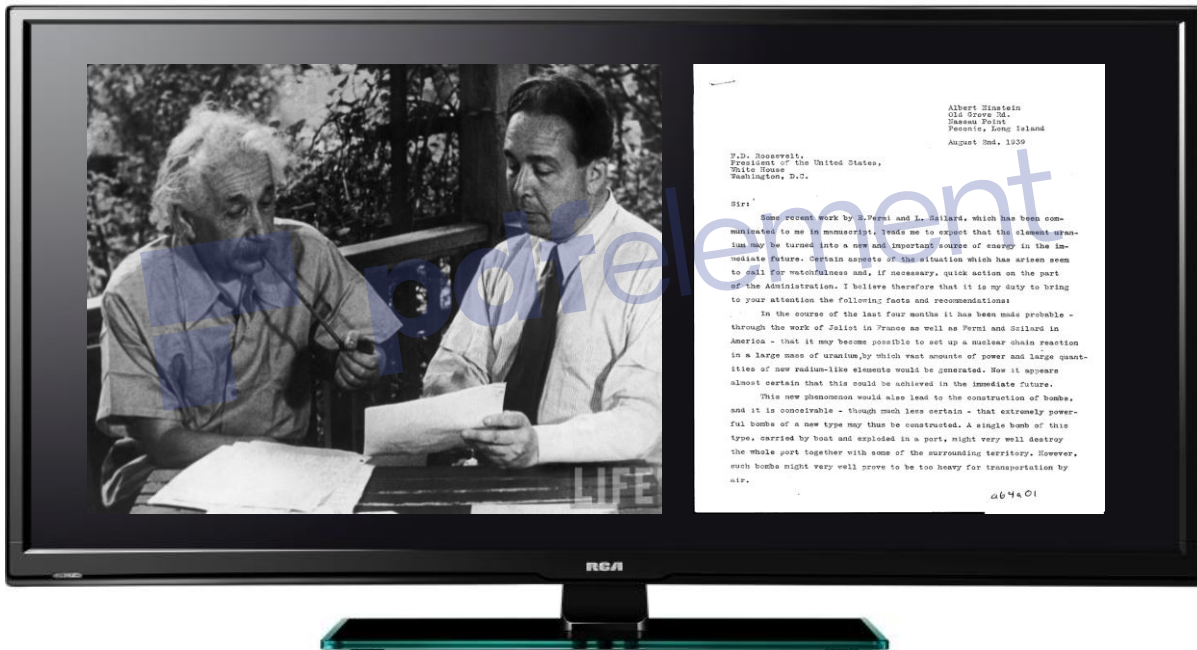 Albert Einstein
Old Grove Rd.
Nassau Point
Peconic, Long Island
August 2nd, 1939
F.D. Roosevelt,
President of the United States,
White House
Washington, D.C.
Sir:
Some recent work by E.Fermi and L. Szilard, which has been com-
municated to me in manuscript, leads me to expect that the element uran-
ium may be turned into a new and important source of energy in the im-
mediate future. Certain aspects of the situation which has arisen seem
to call for watchfulness and, if necessary, quick action on the part
of the Administration. I believe therefore that it is my duty to bring
to your attention the following facts and recommendations:
In the course of the last four months it has been made probable -
through the work of Joliot in France as well as Fermi and Szilard in
America - that it may become possible to set up a nuclear chain reaction
in a large mass of uranium,by which vast amounts of power and large quant-
ities of new radium-like elements would be generated. Now it appears
almost certain that this could be achieved in the immediate future.
This new phenomenon would also lead to the construction of bombs,
and it is conceivable - though much less certain - that extremely power-
ful bombs of a new type may thus be constructed. A single bomb of this
type, carried by boat and exploded in a port, might very well destroy
the whole port together with some of the surrounding territory. However,
such bombs might very well prove to be too heavy for transportation by
air.
a64a01
LIFE
pdfelement
RCA